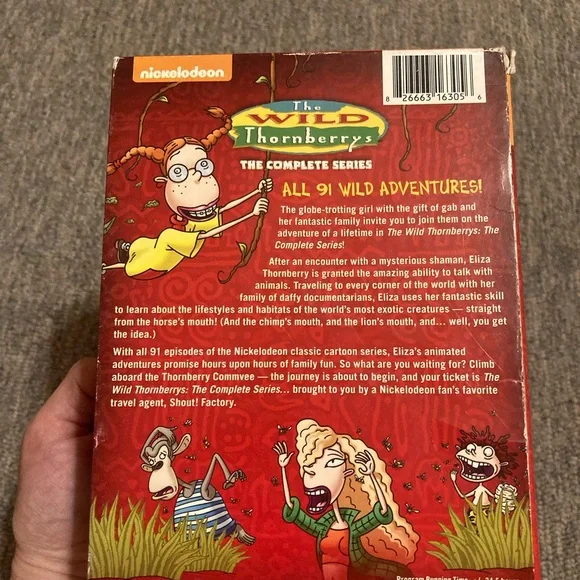 nickelodeon
8 26663 16305 6
The
WILD
Thornberrys
THE COMPLETE SERIES
ALL 91 WILD ADVENTURES!
The globe-trotting girl with the gift of gab and
her fantastic family invite you to join them on the
adventure of a lifetime in The Wild Thornberrys: The
Complete Series!
After an encounter with a mysterious shaman, Eliza
Thornberry is granted the amazing ability to talk with
animals. Traveling to every corner of the world with her
family of daffy documentarians, Eliza uses her fantastic skill
to learn about the lifestyles and habitats of the world's most exotic creatures — straight
from the horse's mouth! (And the chimp's mouth, and the lion's mouth, and... well, you get
the idea.)
With all 91 episodes of the Nickelodeon classic cartoon series, Eliza's animated
adventures promise hours upon hours of family fun. So what are you waiting for? Climb
aboard the Thornberry Commvee — the journey is about to begin, and your ticket is The
Wild Thornberrys: The Complete Series... brought to you by a Nickelodeon fan's favorite
travel agent, Shout! Factory.
Program Running Time